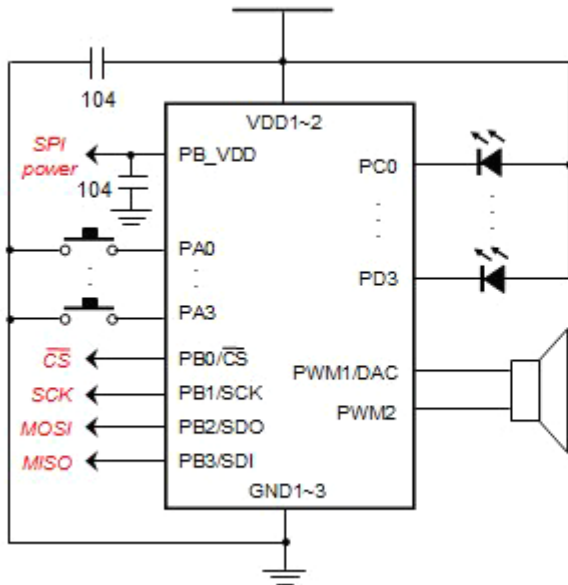 104
VDD1~2
SPI
power
PB_VDD
PC0
104
PA0
PD3
PA3
CS
PB0/CS
SCK
PB1/SCK
PWM1/DAC
MOSI
PB2/SDO
PWM2
MISO
PB3/SDI
GND1~3